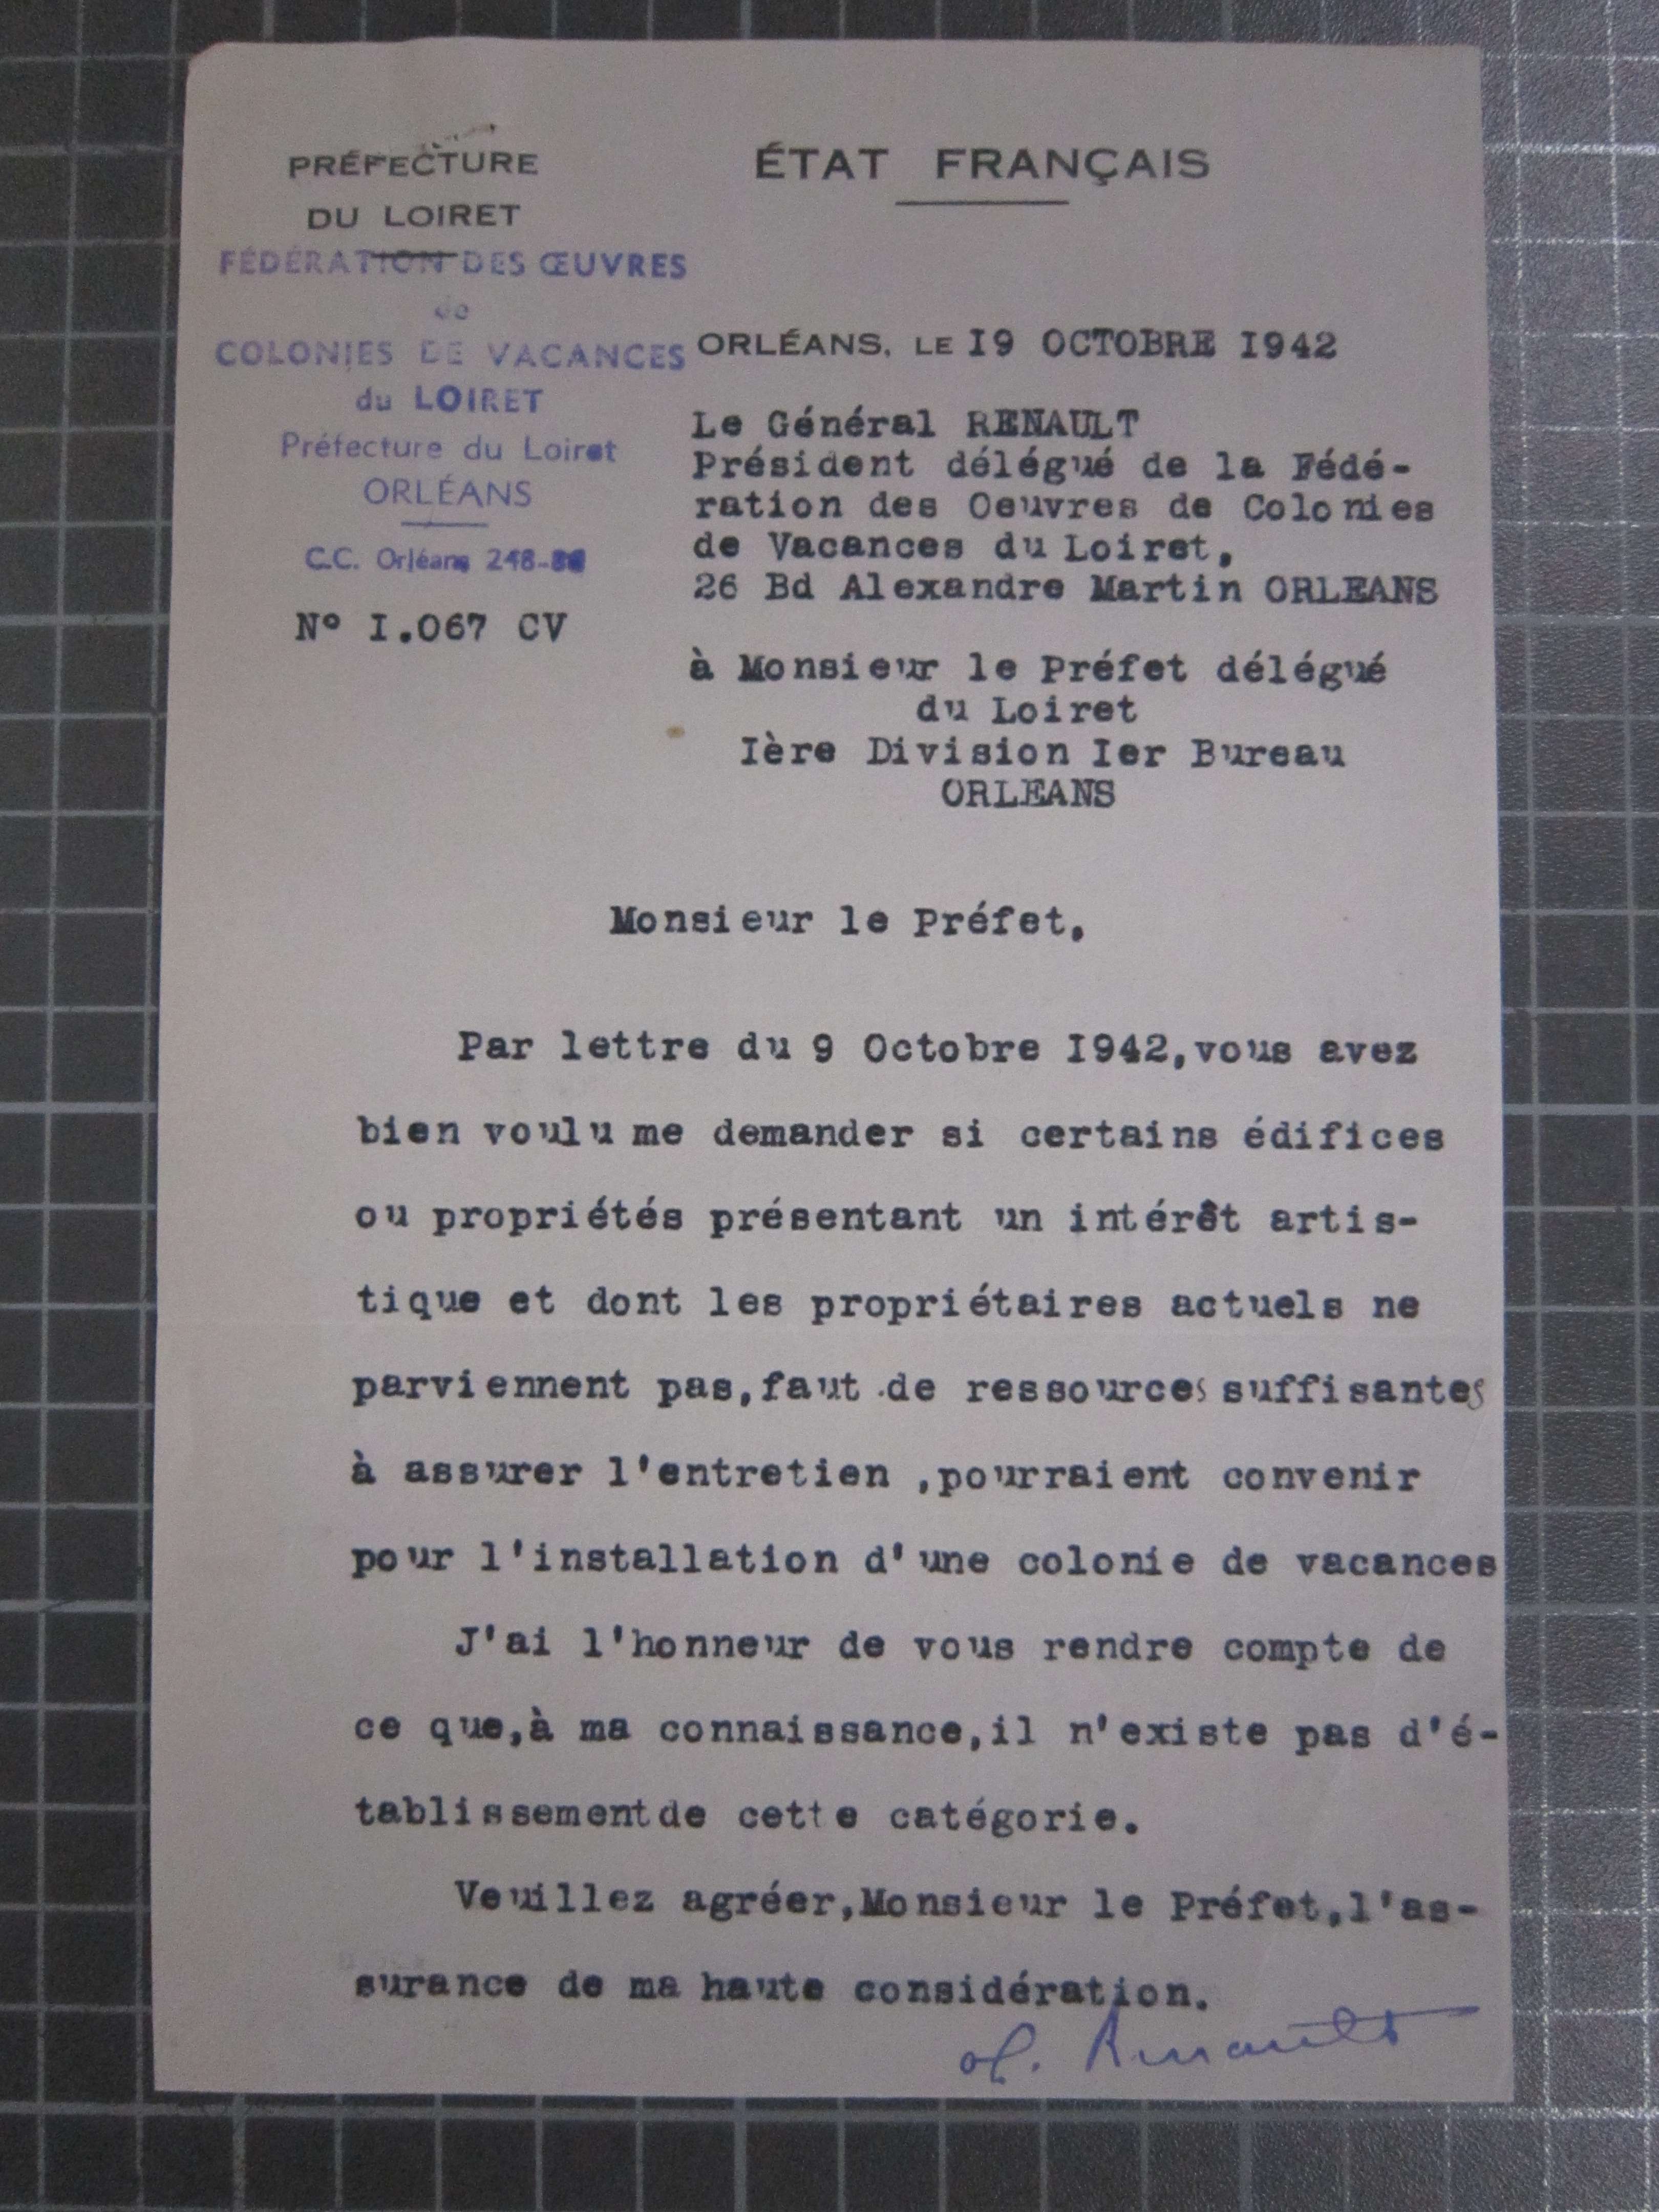 PRÉFECTURE
DU LOIRET
ÉTAT FRANÇAIS
FÉDÉRATION DES ŒUVRES
de
COLONIES DE VACANCES
du LOIRET
Préfecture du Loiret
ORLÉANS
C.C. Orléans 248-
N° I.067 CV
ORLÉANS, LE I9 OCTOBRE I942
Le Général RENAULT
Président délégué de la Fédé-
ration des Oeuvres de Colonies
de Vacances du Loiret,
26 Bd Alexandre Martin ORLEANS
à Monsieur le Préfet délégué
du Loiret
Ière Division Ier Bureau
ORLEANS
Monsieur le Préfet,
Par lettre du 9 Octobre I942,vous avez
bien voulu me demander si certains édifices
ou propriétés présentant un intérêt artis-
tique et dont les propriétaires actuels ne
parviennent pas,faut de ressources suffisantes
à assurer l'entretien ,pourraient convenir
pour l'installation d'une colonie de vacances
J'ai l'honneur de vous rendre compte de
ce que,à ma connaissance,il n'existe pas d'é-
tablissement de cette catégorie.
Veuillez agréer,Monsieur le Préfet,l'as-
surance de ma haute considération.
Renault